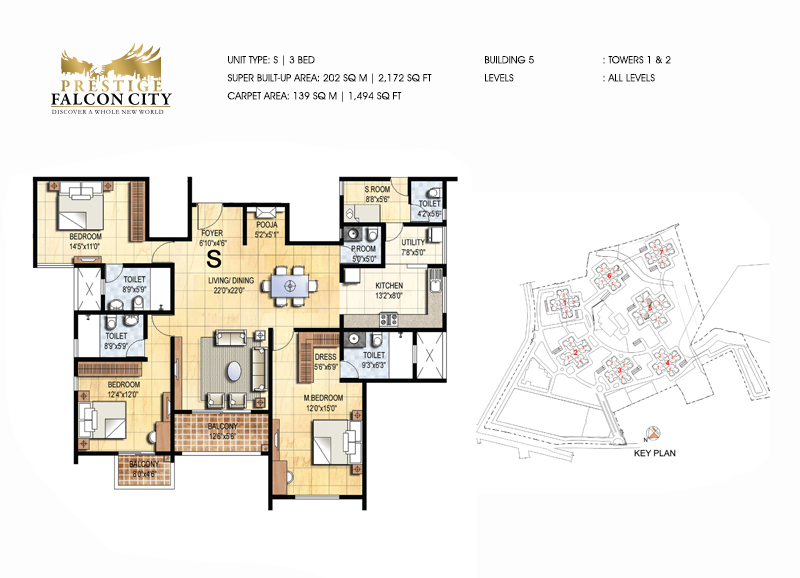 PRESTIGE
FALCON CITY
DISCOVER A WHOLE NEW WORLD
UNIT TYPE: S | 3 BED
SUPER BUILT-UP AREA: 202 SQ M | 2,172 SQ FT
CARPET AREA: 139 SQ M | 1,494 SQ FT
BUILDING 5 : TOWERS 1 & 2
LEVELS : ALL LEVELS
BEDROOM
14'5"x11'0"
FOYER
6'10"x4'6"
POOJA
5'2"x5'1"
S.ROOM
8'8"x5'6"
TOILET
4'2"x5'6"
P.ROOM
5'0"x5'0"
UTILITY
7'8"x5'0"
S
LIVING/ DINING
22'0"x22'0"
KITCHEN
13'2"x8'0"
TOILET
8'9"x5'9"
TOILET
8'9"x5'9"
DRESS
5'6"x6'9"
TOILET
9'3"x6'3"
BEDROOM
12'4"x12'0"
M.BEDROOM
12'0"x15'0"
BALCONY
12'6"x5'6"
BALCONY
6'0"x4'6"
7
6
1
5
2
3
4
N
KEY PLAN